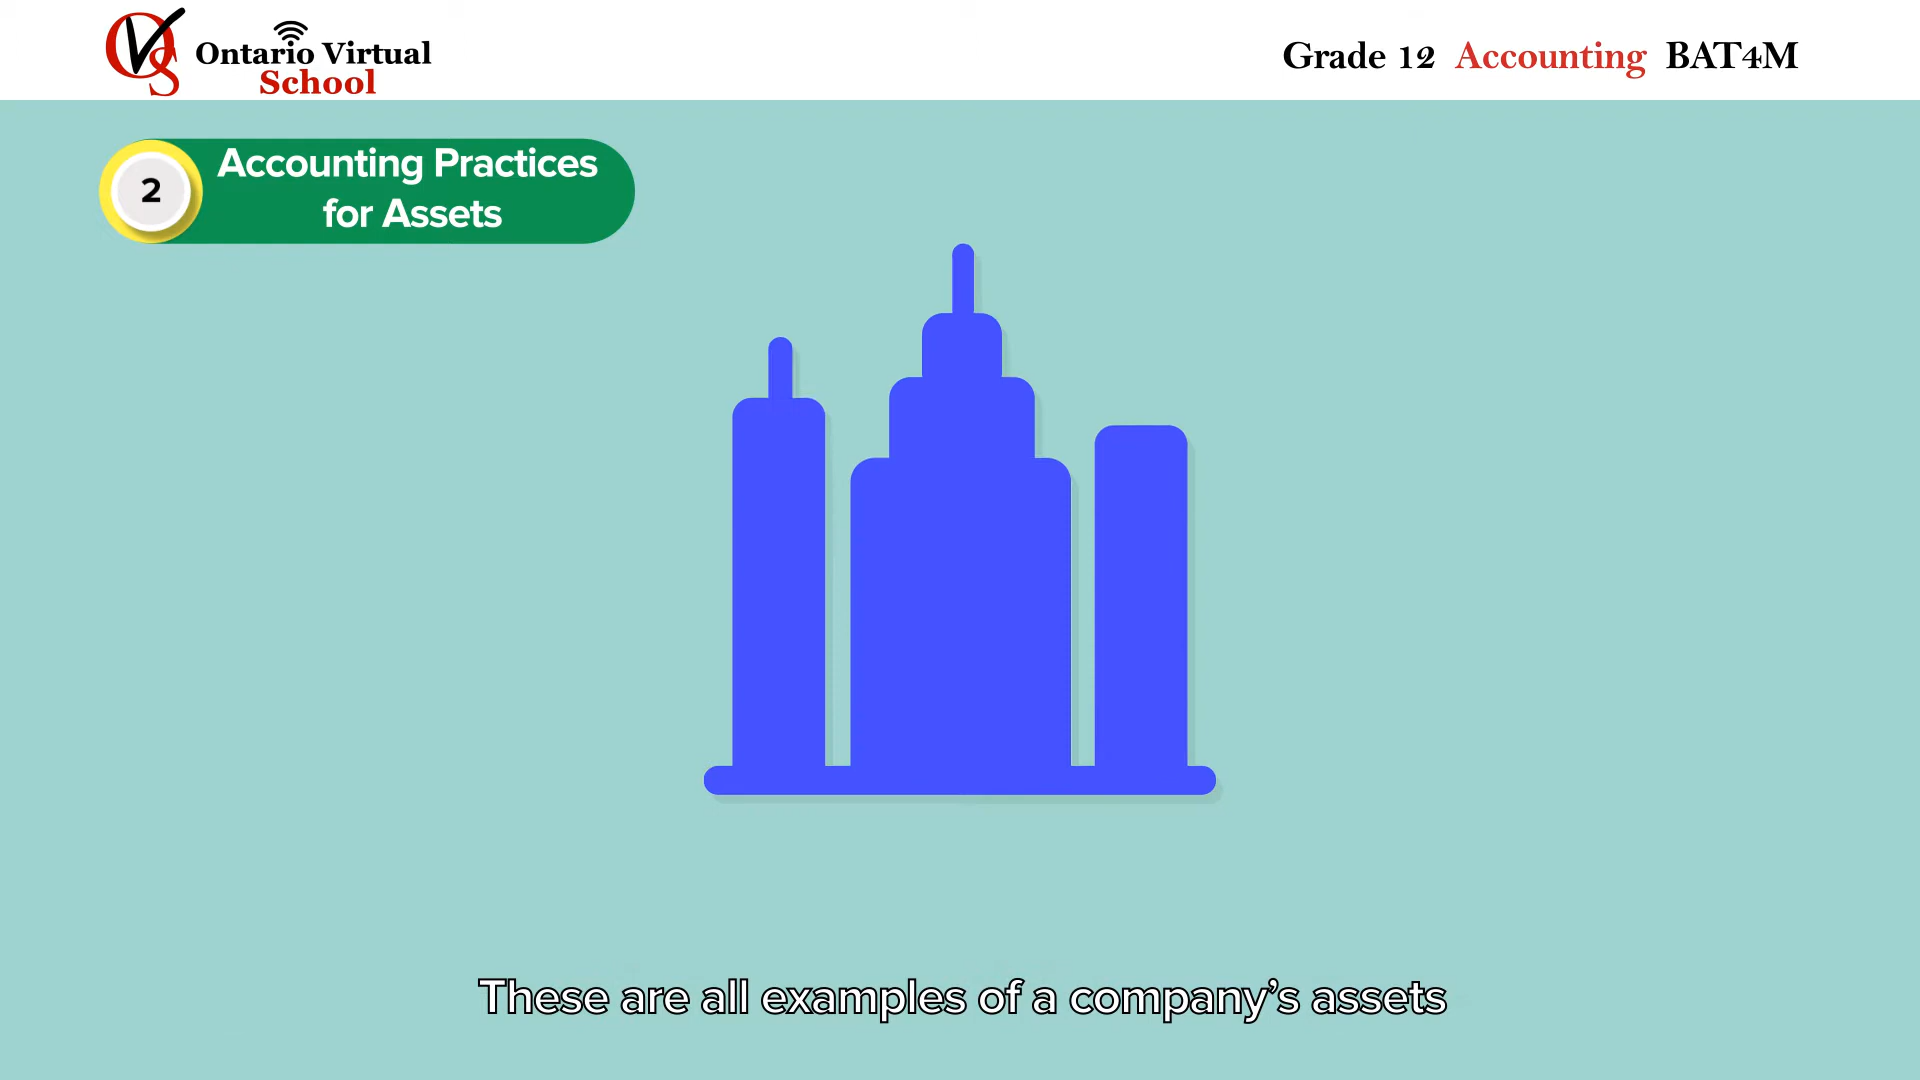 Ontario Virtual
School
Grade 12 Accounting BAT4M
2
Accounting Practices
for Assets
These are all examples of a company’s assets